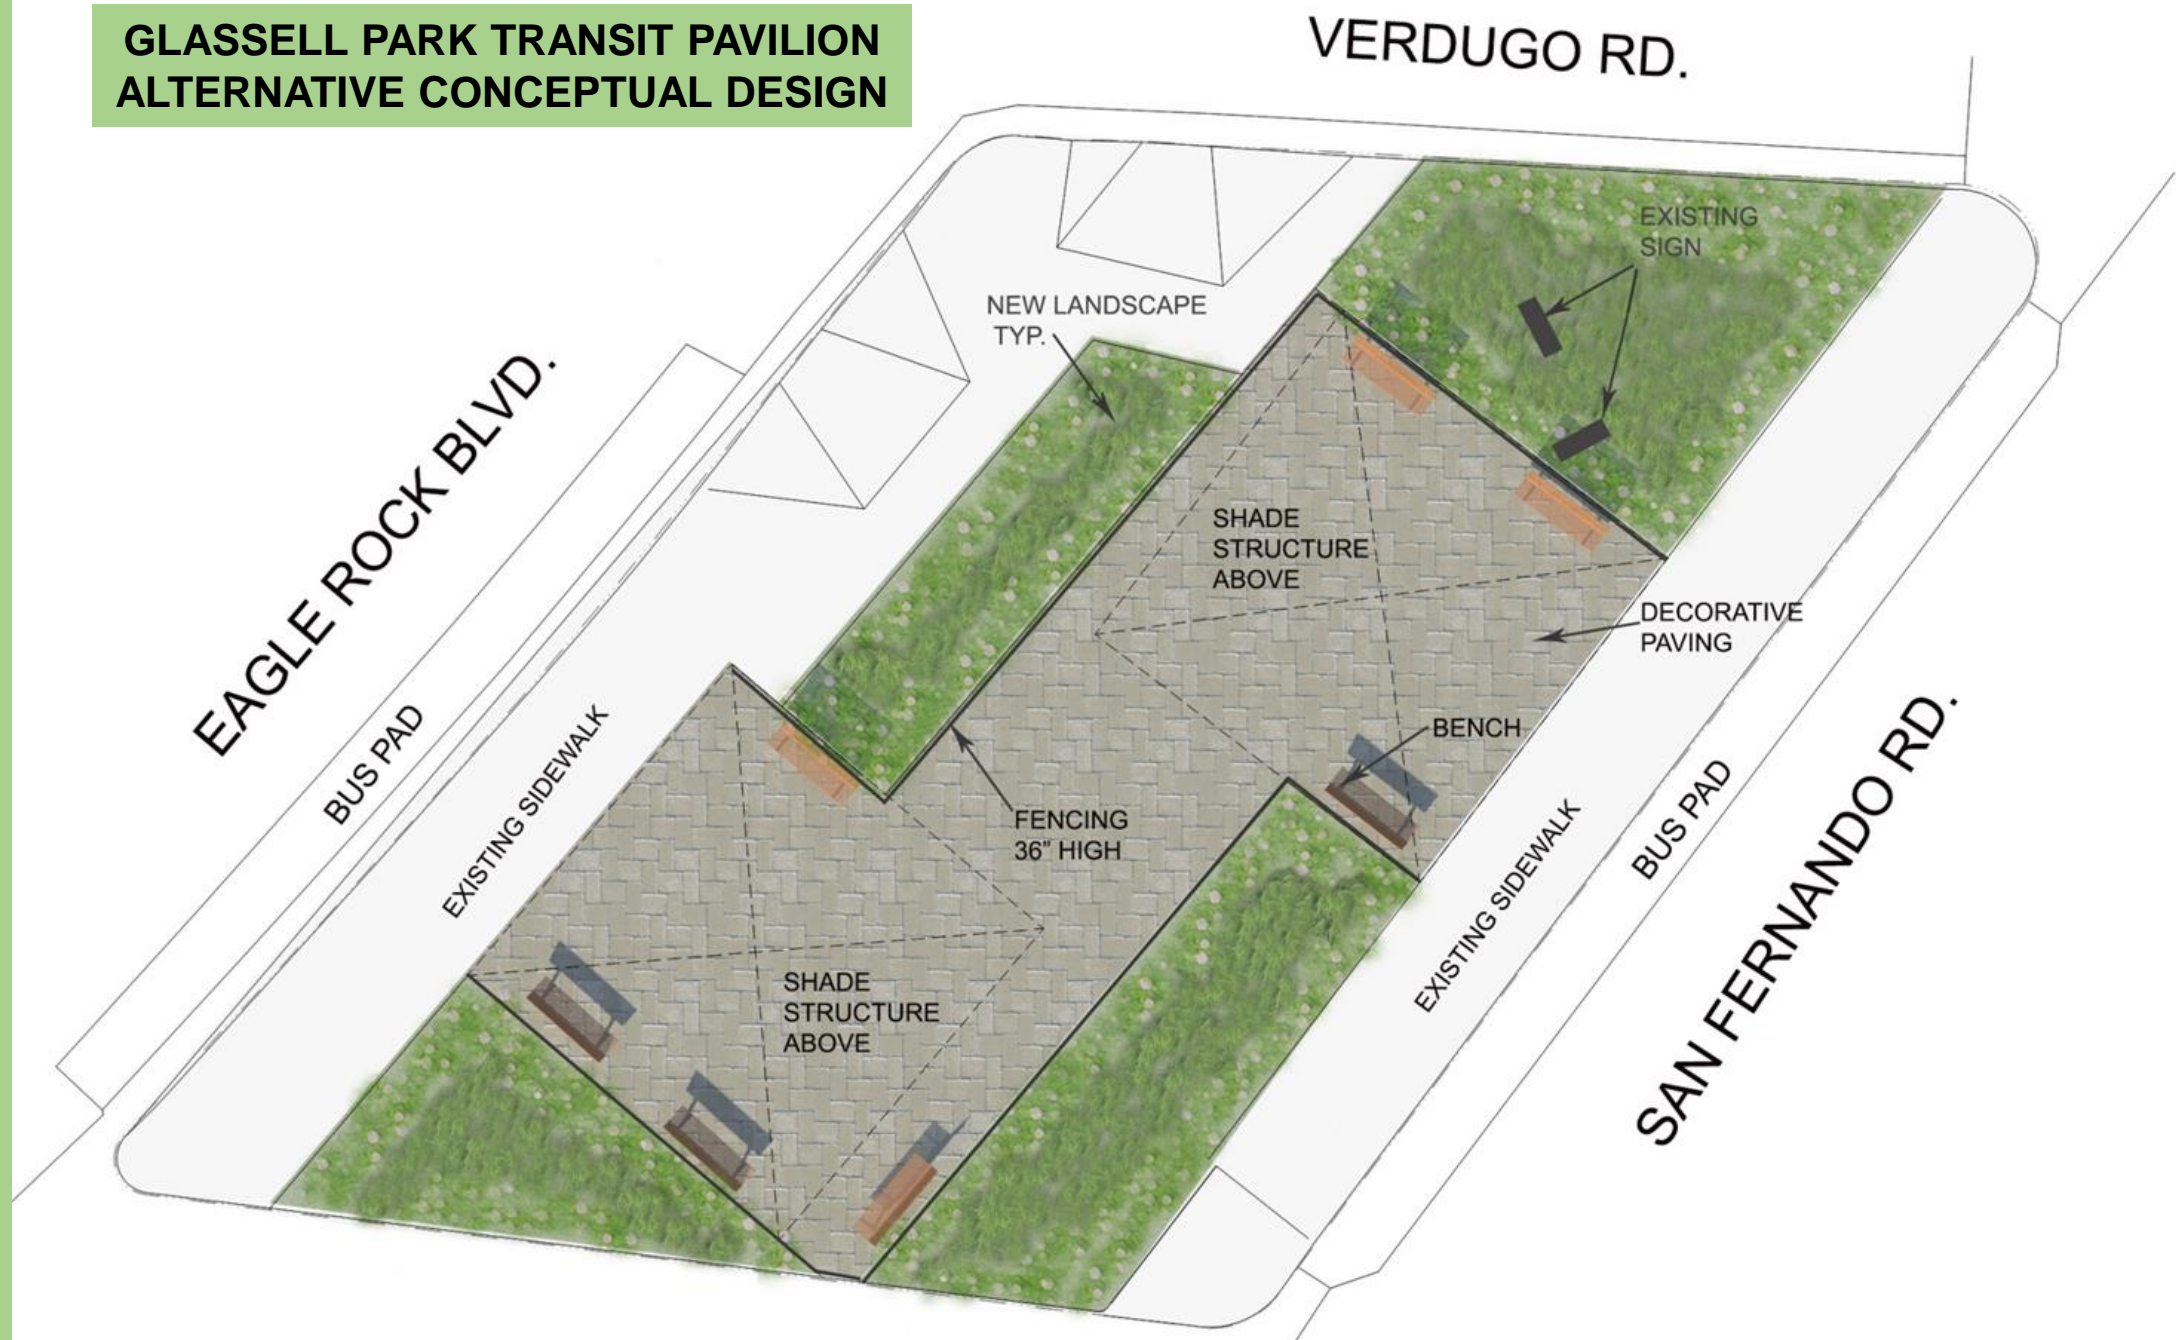 GLASSELL PARK TRANSIT PAVILION
ALTERNATIVE CONCEPTUAL DESIGN
VERDUGO RD.
EXISTING
SIGN
NEW LANDSCAPE
TYP.
EAGLE ROCK BLVD.
BUS PAD
EXISTING SIDEWALK
SHADE
STRUCTURE
ABOVE
DECORATIVE
PAVING
BENCH
FENCING
36" HIGH
SHADE
STRUCTURE
ABOVE
EXISTING SIDEWALK
BUS PAD
SAN FERNANDO RD.